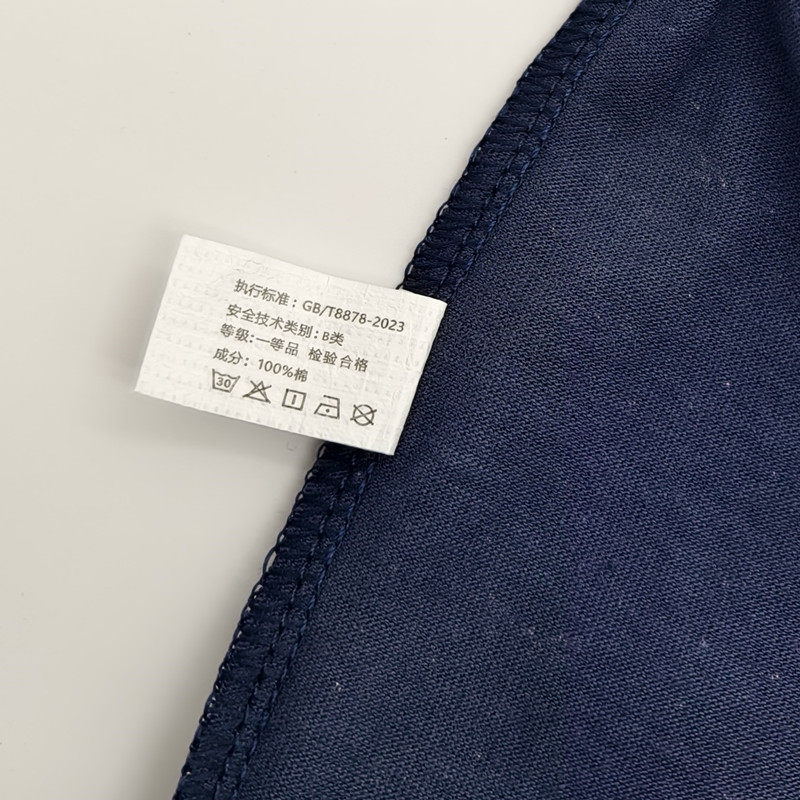 执行标准：GB/T8878-2023
安全技术类别：B类
等级:一等品 检验合格
成分：100%棉
30